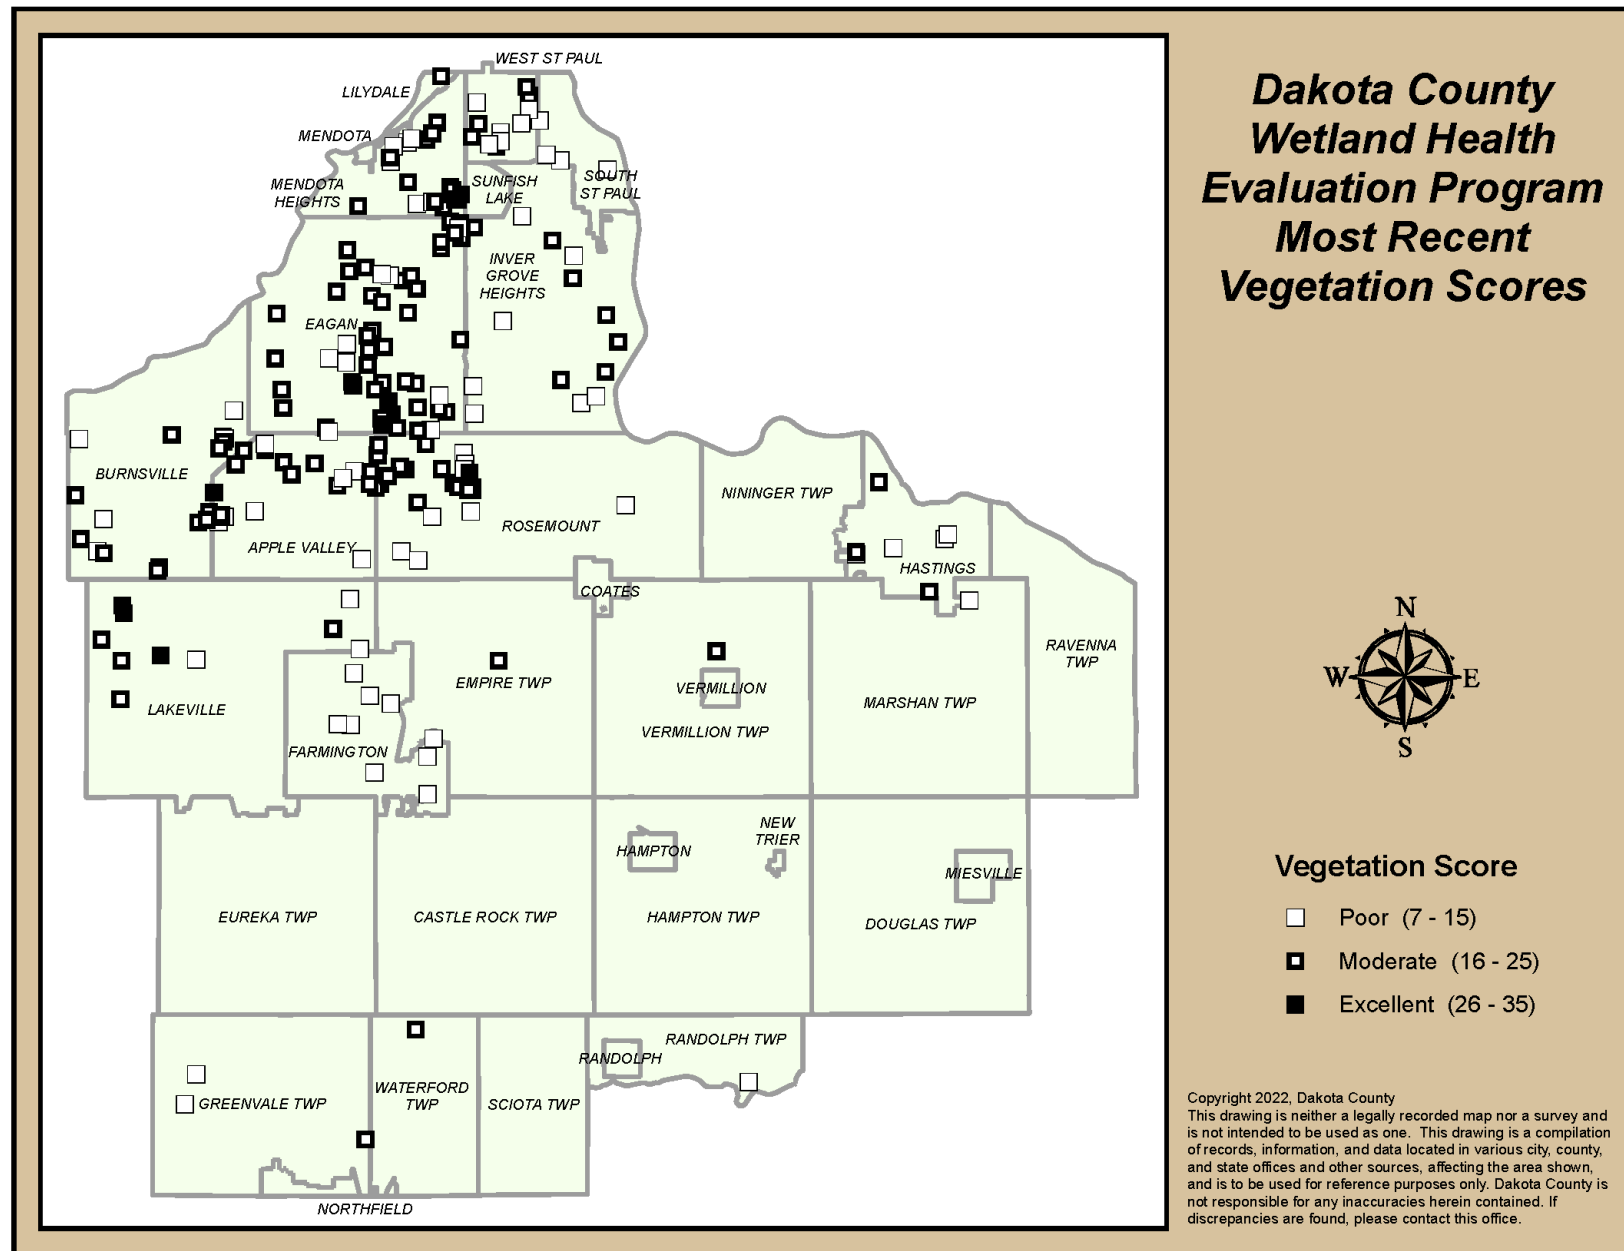 Dakota County
Wetland Health
Evaluation Program
Most Recent
Vegetation Scores
WEST ST PAUL
LILYDALE
MENDOTA
MENDOTA
HEIGHTS
SUNFISH
LAKE
SOUTH
ST PAUL
INVER
GROVE
HEIGHTS
EAGAN
BURNSVILLE
NININGER TWP
ROSEMOUNT
APPLE VALLEY
HASTINGS
COATES
RAVENNA
TWP
EMPIRE TWP
VERMILLION
MARSHAN TWP
LAKEVILLE
VERMILLION TWP
FARMINGTON
NEW
TRIER
HAMPTON
MIESVILLE
EUREKA TWP
CASTLE ROCK TWP
HAMPTON TWP
DOUGLAS TWP
RANDOLPH TWP
RANDOLPH
WATERFORD
TWP
GREENVALE TWP
SCIOTA TWP
NORTHFIELD
N
W
E
S
Vegetation Score
Poor (7 - 15)
Moderate (16 - 25)
Excellent (26 - 35)
Copyright 2022, Dakota County
This drawing is neither a legally recorded map nor a survey and
is not intended to be used as one. This drawing is a compilation
of records, information, and data located in various city, county,
and state offices and other sources, affecting the area shown,
and is to be used for reference purposes only. Dakota County is
not responsible for any inaccuracies herein contained. If
discrepancies are found, please contact this office.